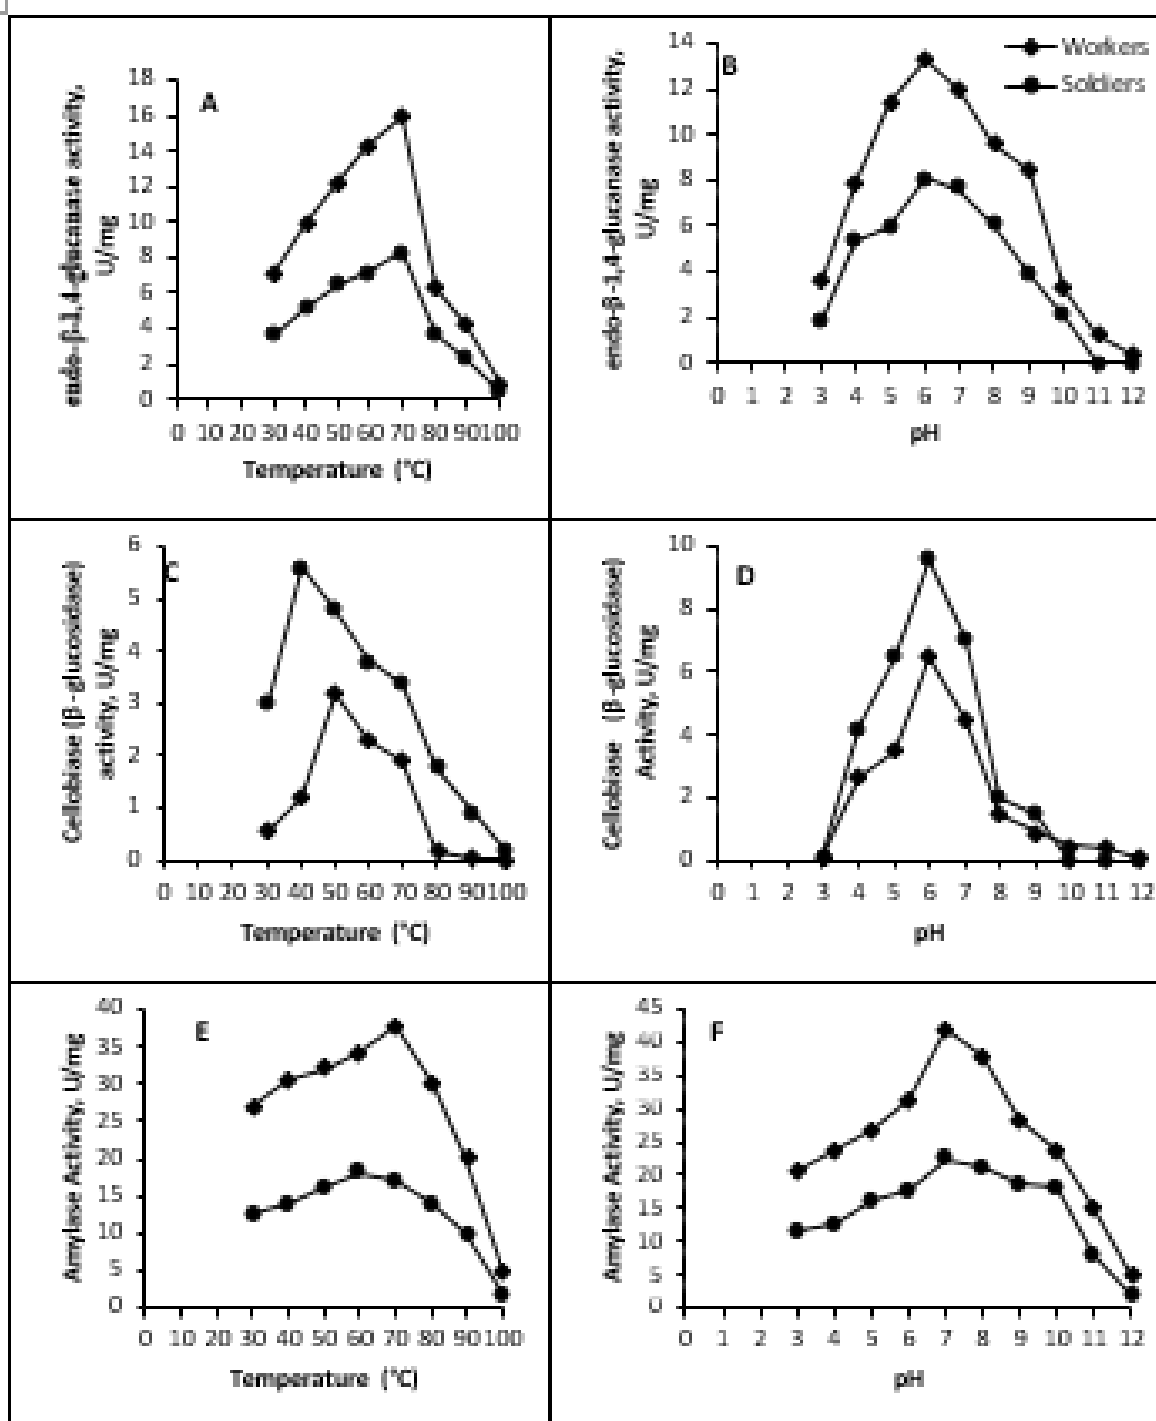 A
endo-β-1,4-glucanase activity,
U/mg
18
16
14
12
10
8
6
4
2
0
0 10 20 30 40 50 60 70 80 90 100
Temperature (°C)
B
Workers
Soldiers
endo-β-1,4-glucanase activity,
U/mg
14
12
10
8
6
4
2
0
0 1 2 3 4 5 6 7 8 9 10 11 12
pH
C
Cellobiase (β-glucosidase)
activity, U/mg
6
5
4
3
2
1
0
0 10 20 30 40 50 60 70 80 90 100
Temperature (°C)
D
Cellobiase (β-glucosidase)
Activity, U/mg
10
8
6
4
2
0
0 1 2 3 4 5 6 7 8 9 10 11 12
pH
E
Amylase Activity, U/mg
40
35
30
25
20
15
10
5
0
0 10 20 30 40 50 60 70 80 90 100
Temperature (°C)
F
Amylase Activity, U/mg
45
40
35
30
25
20
15
10
5
0
0 1 2 3 4 5 6 7 8 9 10 11 12
pH